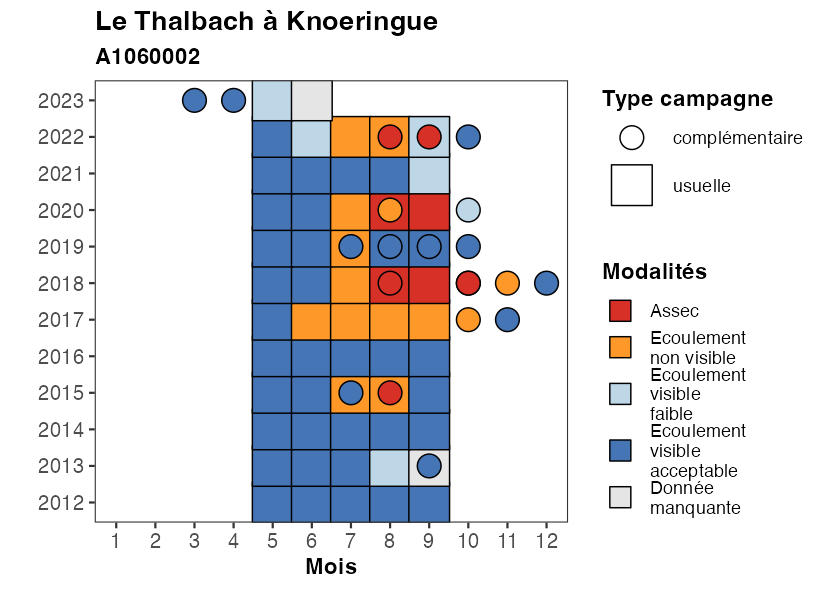 Le Thalbach à Knoeringue
A1060002
2023
2022
2021
2020
2019
2018
2017
2016
2015
2014
2013
2012
1 2 3 4 5 6 7 8 9 10 11 12
Mois
Type campagne
complémentaire
usuelle
Modalités
Assec
Ecoulement
non visible
Ecoulement
visible
faible
Ecoulement
visible
acceptable
Donnée
manquante